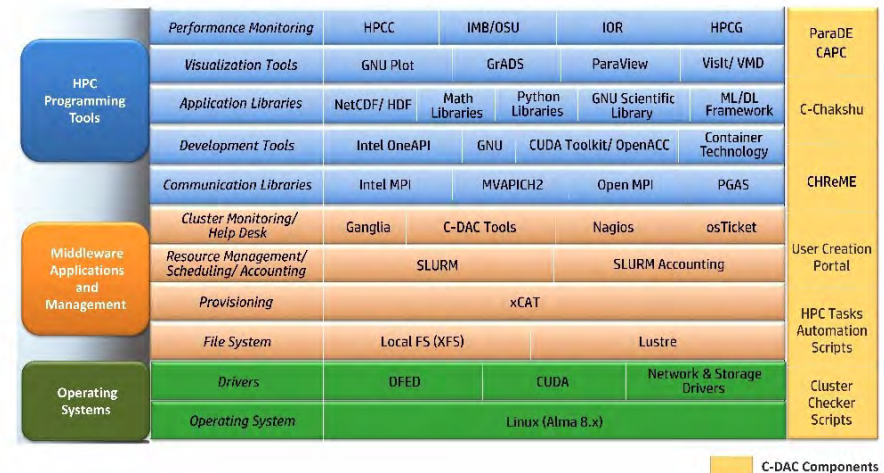 Performance Monitoring HPCC IMB/OSU IOR HPCG
Visualization Tools GNU Plot GrADS ParaView VisIt/ VMD
HPC
Programming
Tools
Application Libraries NetCDF/ HDF Math
Libraries Python
Libraries GNU Scientific
Library ML/DL
Framework
Development Tools Intel OneAPI GNU CUDA Toolkit/ OpenACC Container
Technology
Communication Libraries Intel MPI MVAPICH2 Open MPI PGAS
Middleware
Applications
and
Management
Cluster Monitoring/
Help Desk Ganglia C-DAC Tools Nagios osTicket
Resource Management/
Scheduling/ Accounting SLURM SLURM Accounting
Provisioning xCAT
File System Local FS (XFS) Lustre
Operating
Systems
Drivers OFED CUDA Network & Storage
Drivers
Operating System Linux (Alma 8.x)
ParaDE
CAPC
C-Chakshu
CHReME
User Creation
Portal
HPC Tasks
Automation
Scripts
Cluster
Checker
Scripts
C-DAC Components